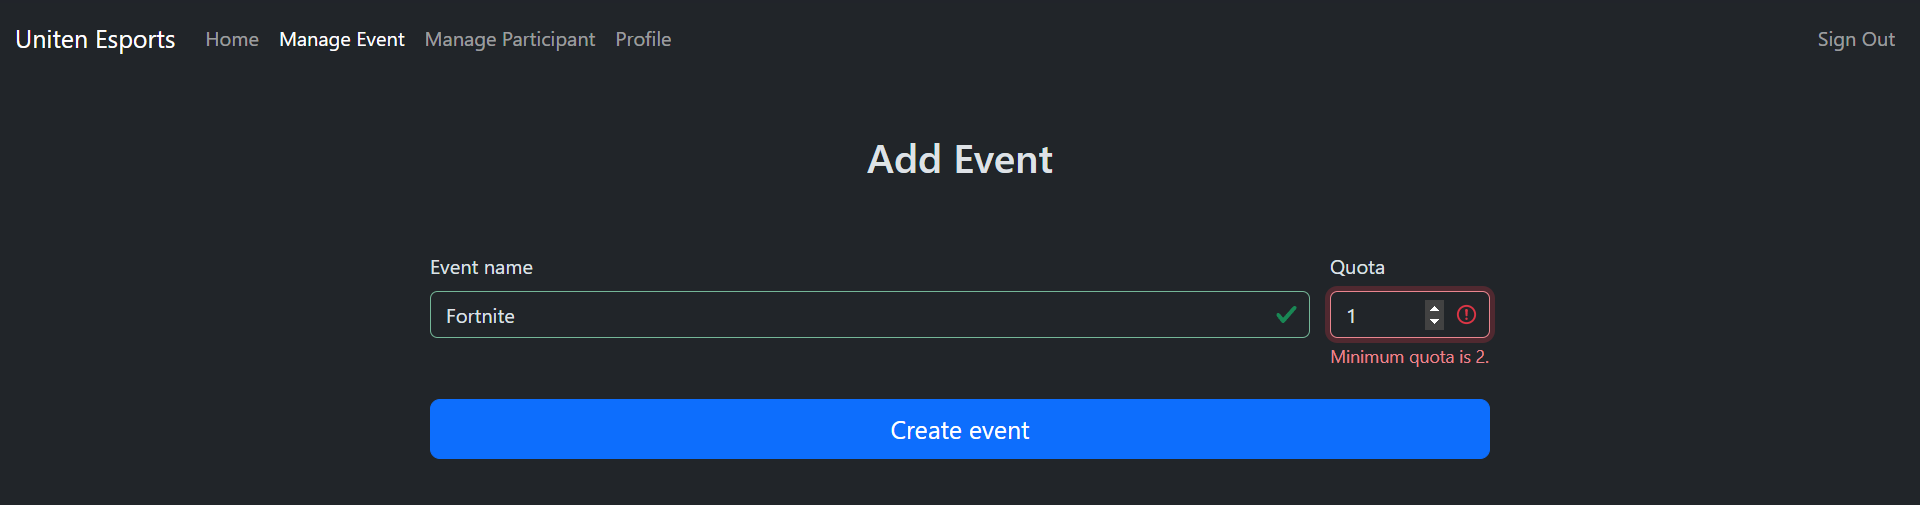 Uniten Esports Home Manage Event Manage Participant Profile Sign Out
Add Event
Event name Quota
Fortnite 1
Minimum quota is 2.
Create event